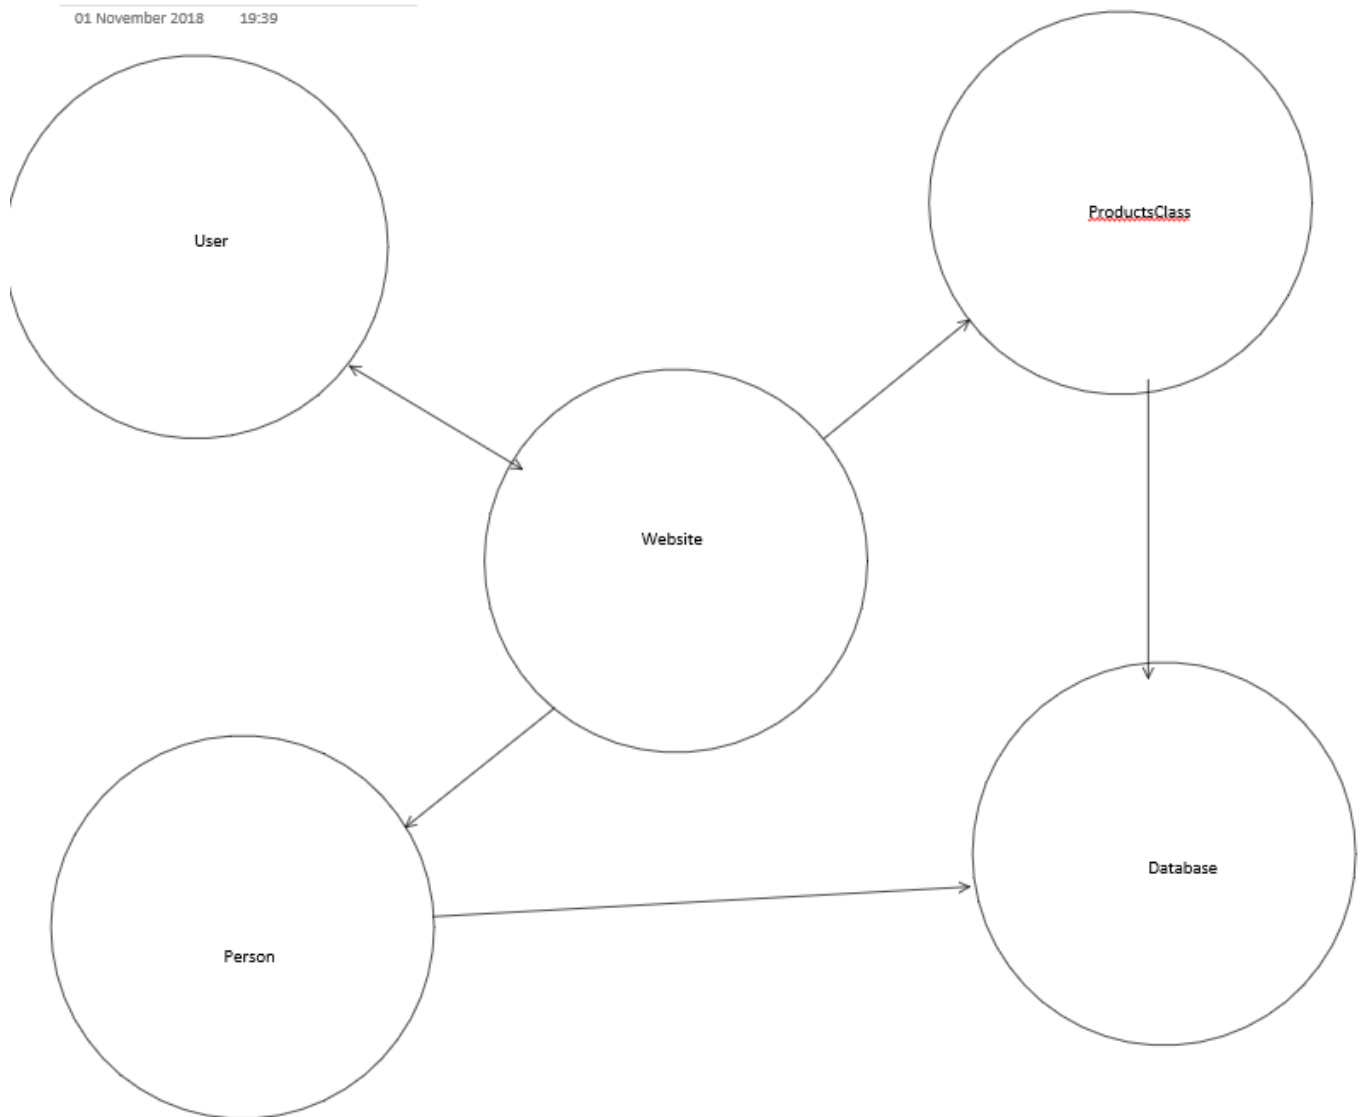 01 November 2018 19:39
ProductsClass
User
Website
Database
Person